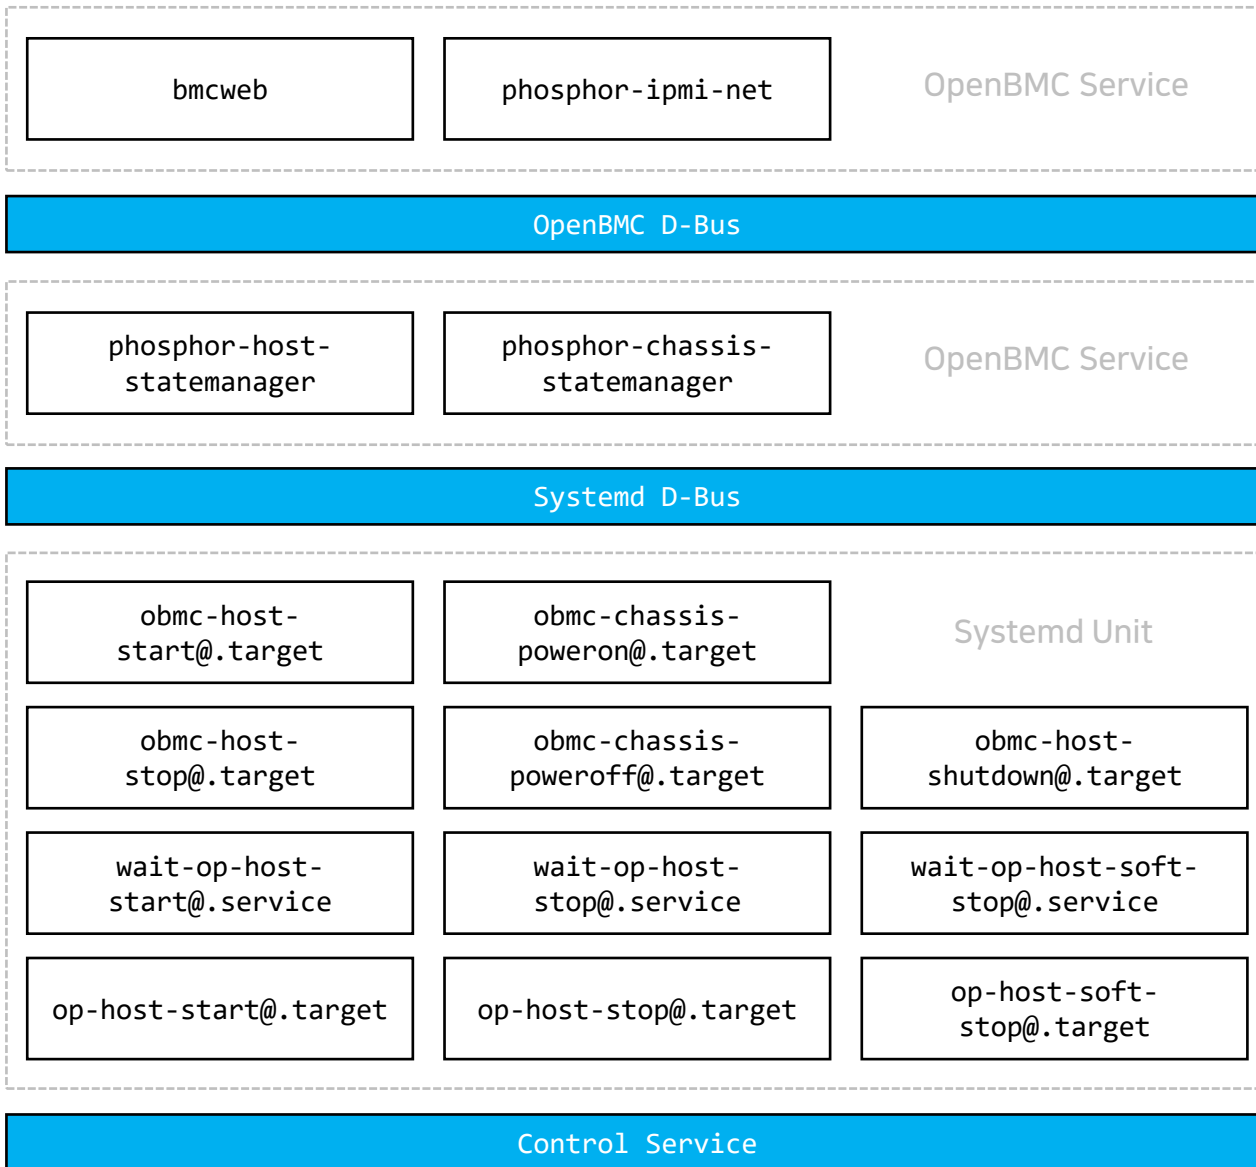 bmcweb
phosphor-ipmi-net
OpenBMC Service
OpenBMC D-Bus
phosphor-host-
statemanager
phosphor-chassis-
statemanager
OpenBMC Service
Systemd D-Bus
obmc-host-
start@.target
obmc-chassis-
poweron@.target
Systemd Unit
obmc-host-
stop@.target
obmc-chassis-
poweroff@.target
obmc-host-
shutdown@.target
wait-op-host-
start@.service
wait-op-host-
stop@.service
wait-op-host-soft-
stop@.service
op-host-start@.target
op-host-stop@.target
op-host-soft-
stop@.target
Control Service